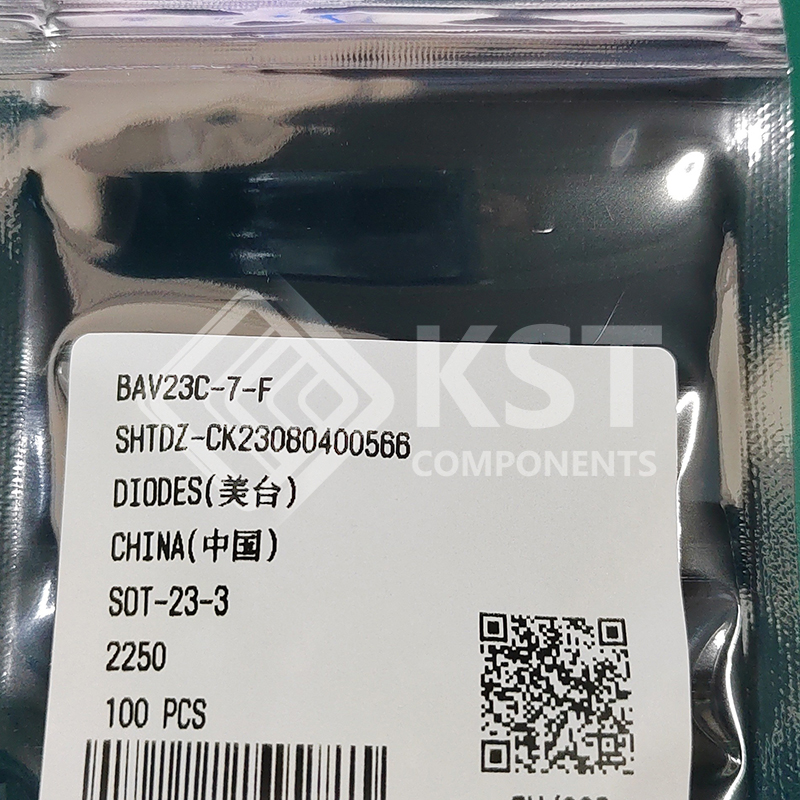 KST
COMPONENTS
BAV23C-7-F
SHTDZ-CK23080400566
DIODES(美台)
CHINA(中国)
SOT-23-3
2250
100 PCS